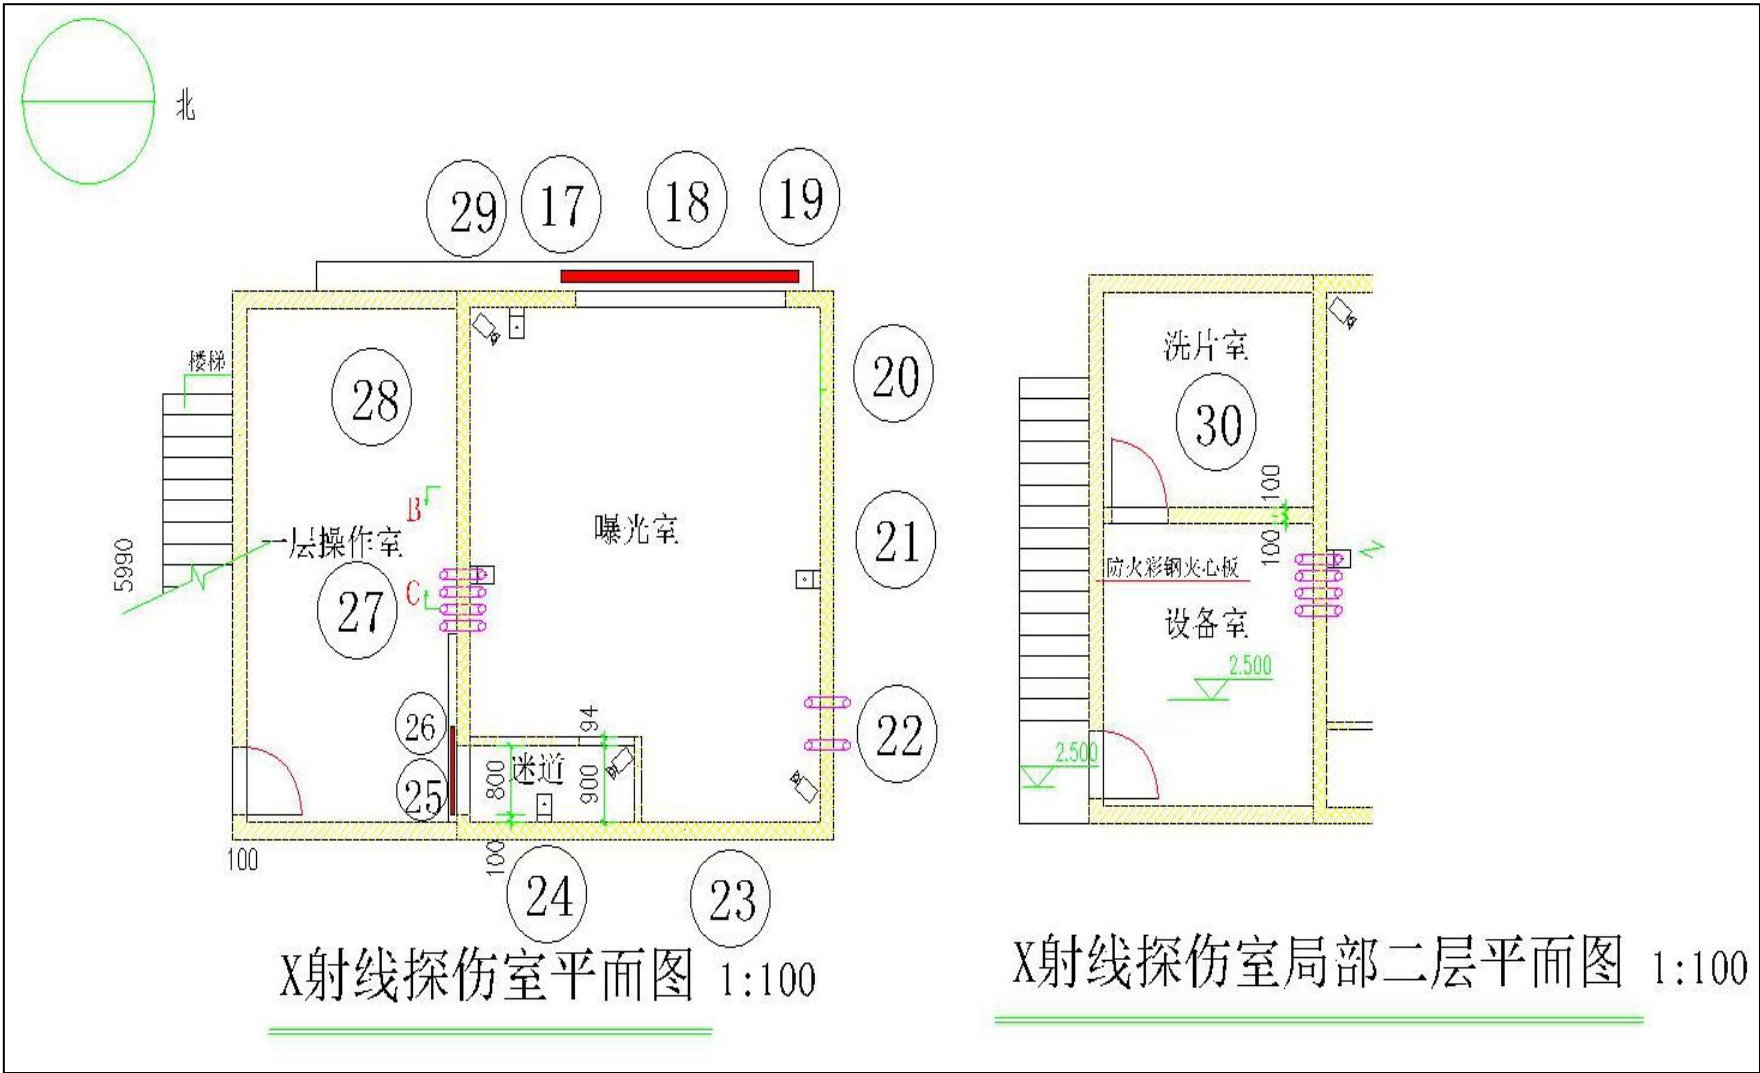 北
29 17 18 19
楼梯
28
20
B
一层操作室
曝光室
21
5990
C
27
26
94
22
25
800
迷道
900
100
100
24
23
X射线探伤室平面图 1:100
洗片室
30
100
100
防火彩钢夹心板
设备室
2.500
2.500
X射线探伤室局部二层平面图 1:100